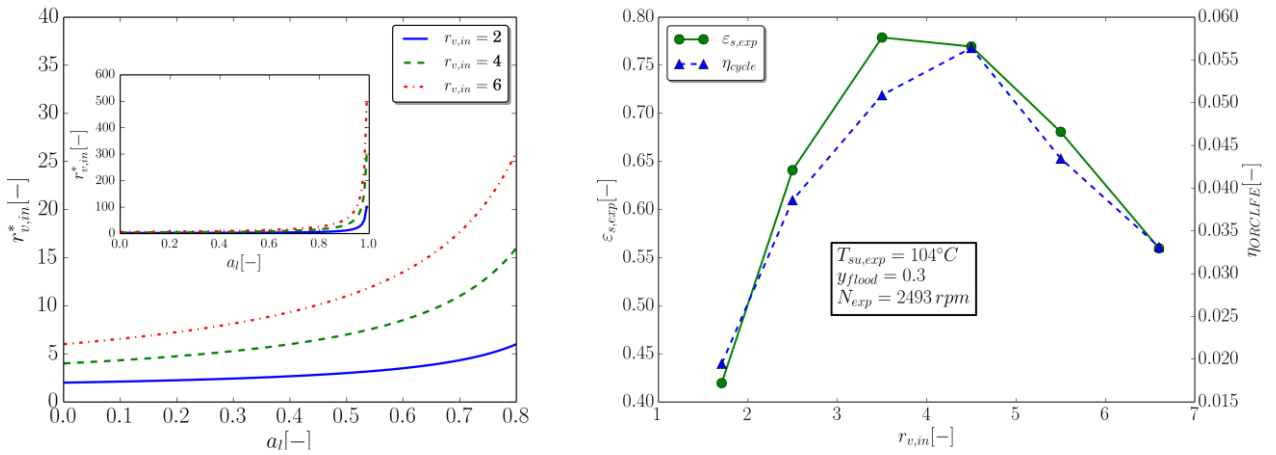 40
35
30
25
20
15
10
5
0
r*v,in[−]
0.0 0.1 0.2 0.3 0.4 0.5 0.6 0.7 0.8
al[−]
rv,in = 2
rv,in = 4
rv,in = 6
600
500
400
300
200
100
0
r*v,in[−]
0.0 0.2 0.4 0.6 0.8 1.0
al[−]
0.80
0.75
0.70
0.65
0.60
0.55
0.50
0.45
0.40
εs,exp[−]
εs,exp
ηcycle
Tsu,exp = 104°C
yflood = 0.3
Nexp = 2493 rpm
1 2 3 4 5 6 7
rv,in[−]
0.060
0.055
0.050
0.045
0.040
0.035
0.030
0.025
0.020
0.015
ηORCLFE[−]